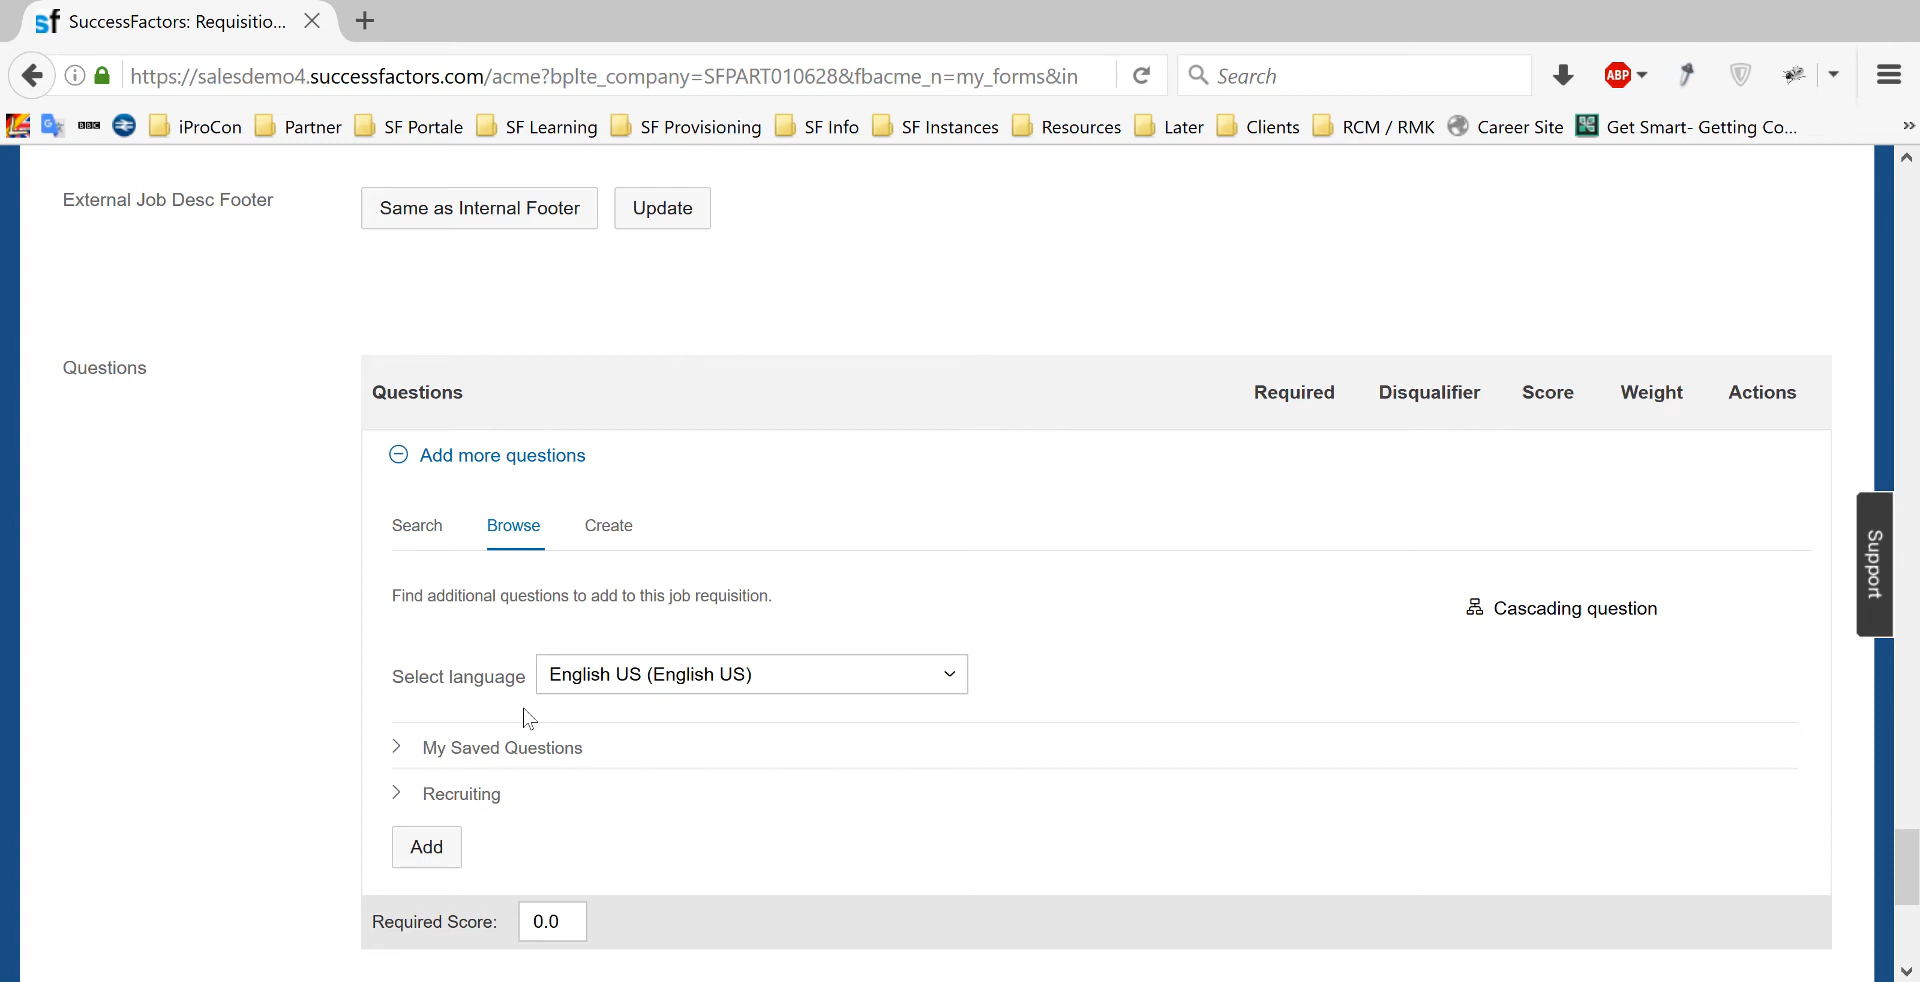 SuccessFactors: Requisitio...
https://salesdemo4.successfactors.com/acme?bplte_company=SFPART010628&fbacme_n=my_forms&in
Search
ABP
BBC
iProCon
Partner
SF Portale
SF Learning
SF Provisioning
SF Info
SF Instances
Resources
Later
Clients
RCM / RMK
Career Site
Get Smart- Getting Co...
External Job Desc Footer
Same as Internal Footer
Update
Questions
Questions
Required
Disqualifier
Score
Weight
Actions
Add more questions
Search
Browse
Create
Find additional questions to add to this job requisition.
Cascading question
Select language
English US (English US)
My Saved Questions
Recruiting
Add
Required Score:
0.0
Support